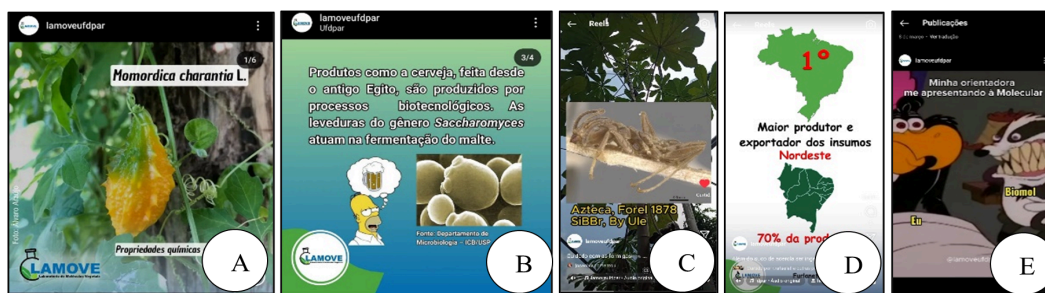 lamoveufdpar
1/6
Momordica charantia L.
Propriedades químicas
LAMOVE
A
lamoveufdpar
Ufdpar
3/4
Produtos como a cerveja, feita desde
o antigo Egito, são produzidos por
processos biotecnológicos. As
leveduras do gênero Saccharomyces
atuam na fermentação do malte.
Fonte: Departamento de
Microbiologia – ICB/USP
LAMOVE
B
Reels
Azteca, Forel 1878
SiBBr, By Ule
lamoveufdpar
C
Reels
1º
Maior produtor e
exportador dos insumos
Nordeste
70% da
D
Publicações
lamoveufdpar
Minha orientadora
me apresentando à Molecular
Biomol
Eu
E